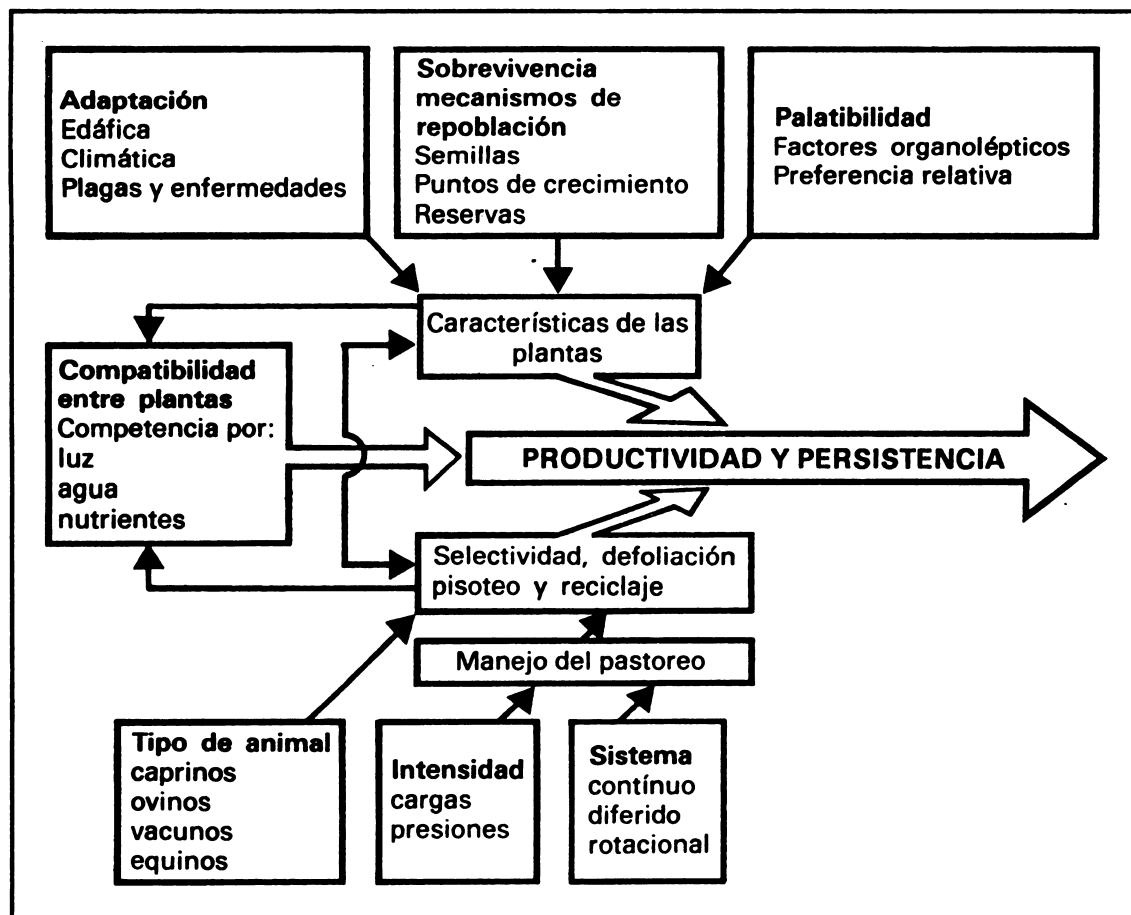 Adaptación
Edáfica
Climática
Plagas y enfermedades
Sobrevivencia
mecanismos de
repoblación
Semillas
Puntos de crecimiento
Reservas
Palatibilidad
Factores organolépticos
Preferencia relativa
Características de las
plantas
Compatibilidad
entre plantas
Competencia por:
luz
agua
nutrientes
PRODUCTIVIDAD Y PERSISTENCIA
Selectividad, defoliación
pisoteo y reciclaje
Manejo del pastoreo
Tipo de animal
caprinos
ovinos
vacunos
equinos
Intensidad
cargas
presiones
Sistema
contínuo
diferido
rotacional